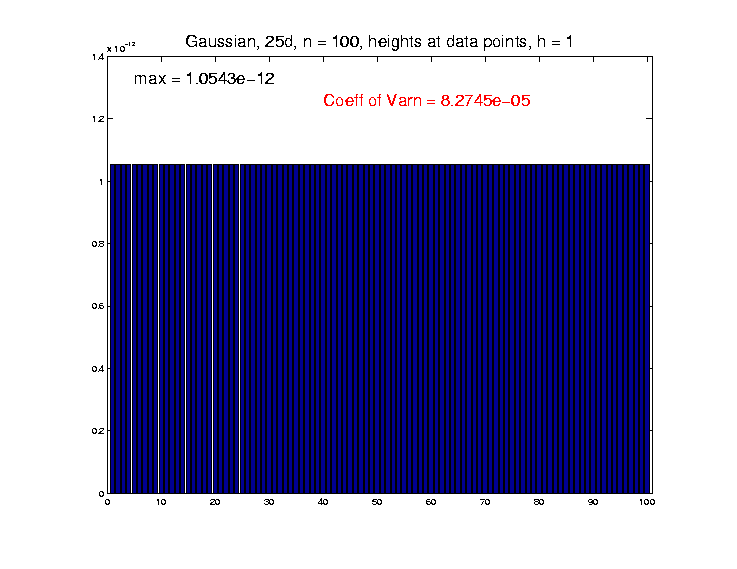 Gaussian, 25d, n = 100, heights at data points, h = 1
x 10⁻¹²
1.4
max = 1.0543e−12
Coeff of Varn = 8.2745e−05
1.2
1
0.8
0.6
0.4
0.2
0
0 10 20 30 40 50 60 70 80 90 100